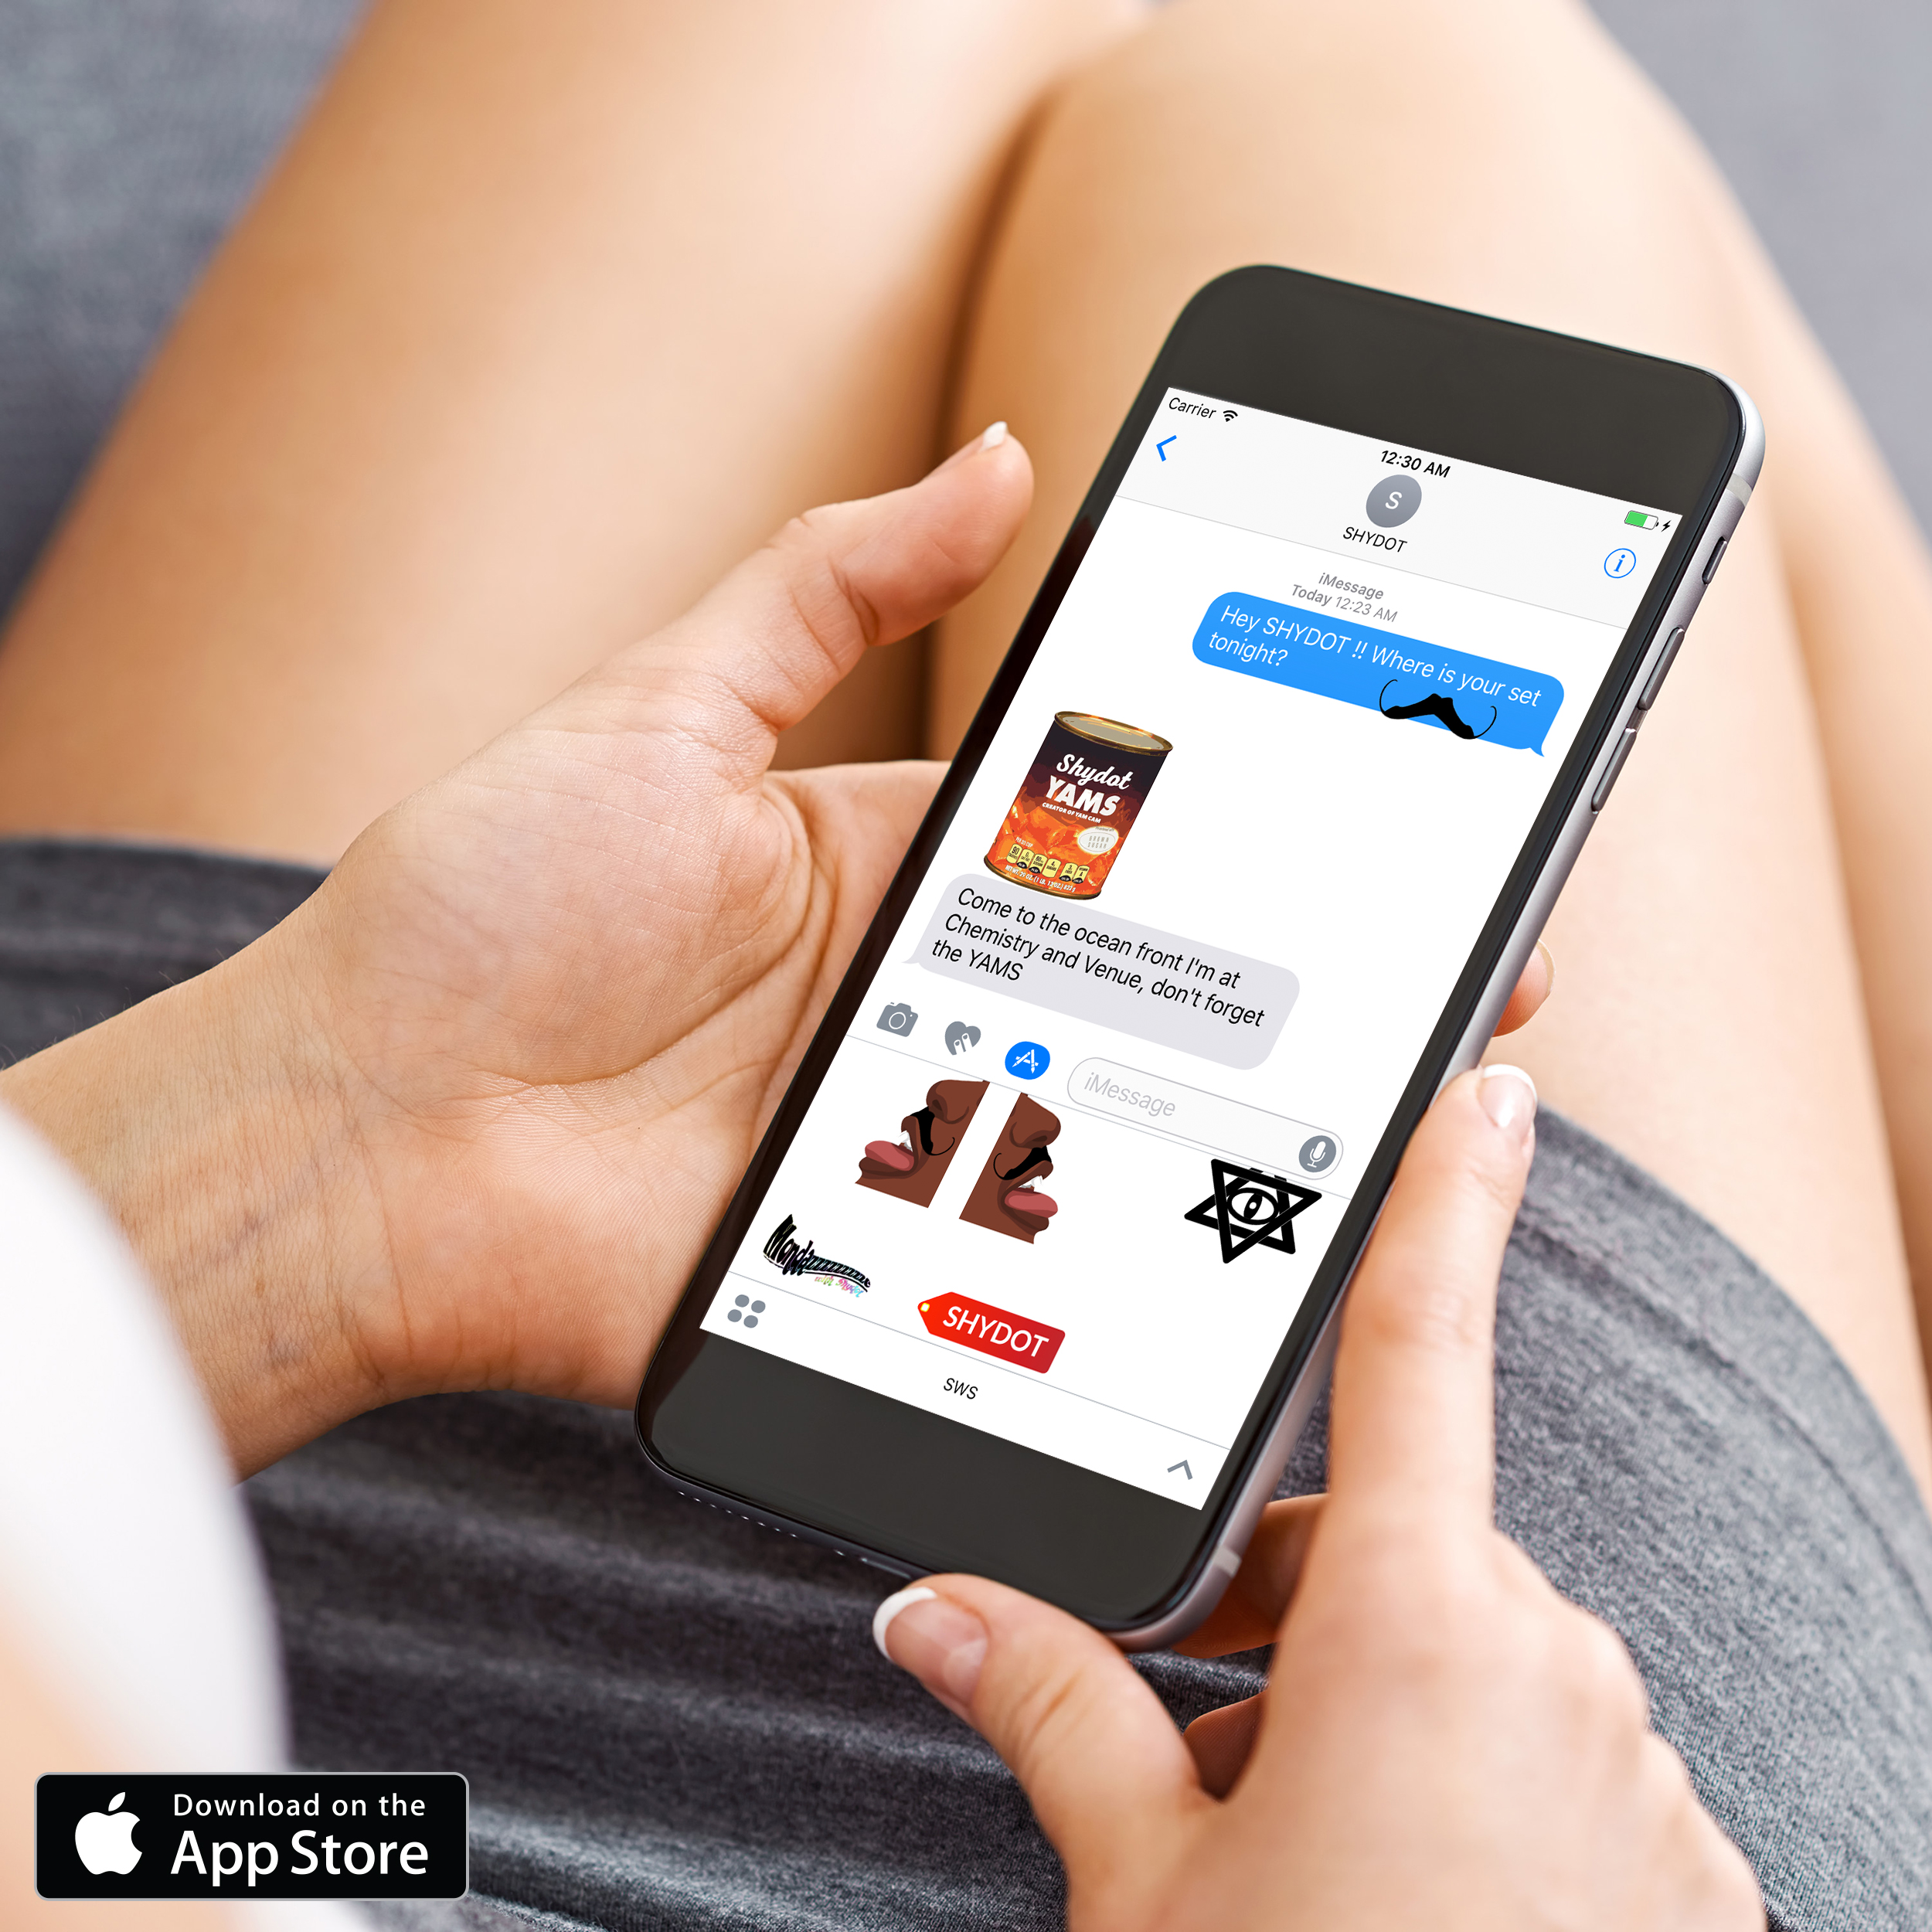 Carrier
12:30 AM
S
SHYDOT
iMessage
Today 12:23 AM
Hey SHYDOT !! Where is your set
tonight?
Shydot
YAMS
CREATOR OF YAM CAM
Come to the ocean front I'm at
Chemistry and Venue, don't forget
the YAMS
iMessage
with Shydot
SHYDOT
SWS
Download on the
App Store